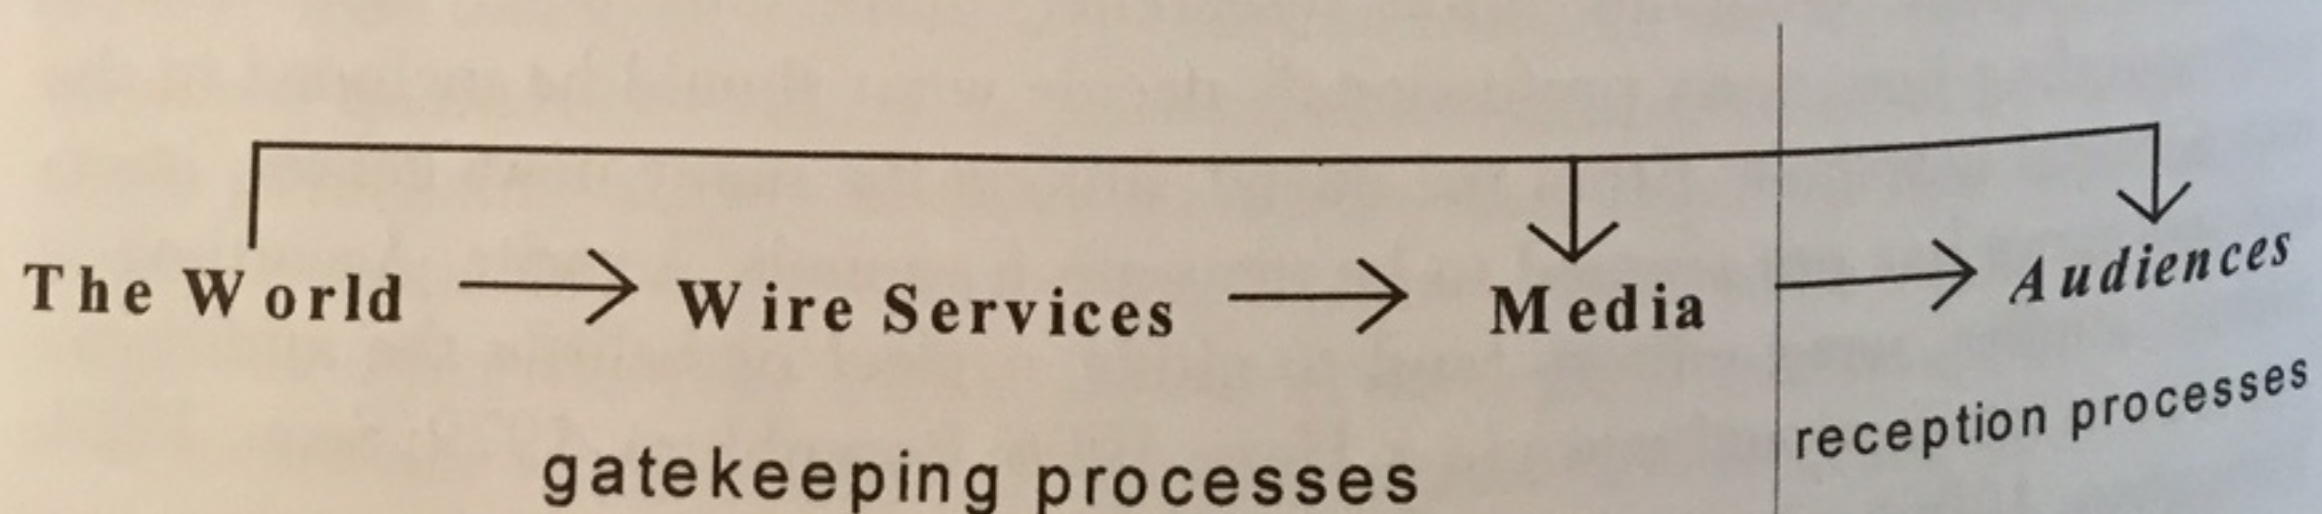 The World Wire Services Media Audiences
gatekeeping processes reception processes